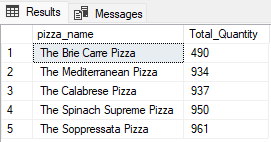 Results Messages
pizza_name Total_Quantity
1 The Brie Carre Pizza 490
2 The Mediterranean Pizza 934
3 The Calabrese Pizza 937
4 The Spinach Supreme Pizza 950
5 The Soppressata Pizza 961